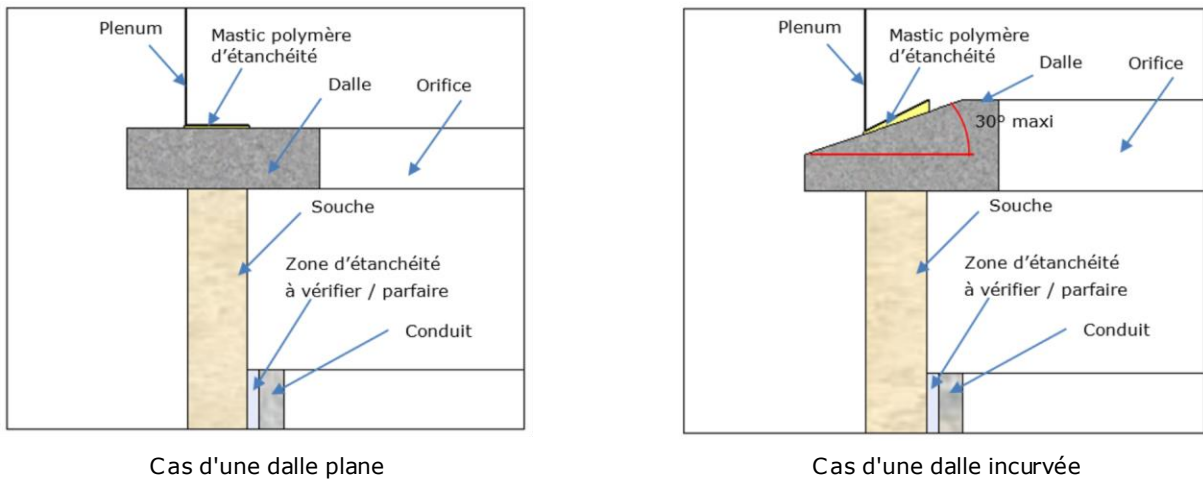 Plenum
Mastic polymère
d'étanchéité
Dalle
Orifice
Souche
Zone d'étanchéité
à vérifier / parfaire
Conduit
Cas d'une dalle plane
Plenum
Mastic polymère
d'étanchéité
Dalle
Orifice
30° maxi
Souche
Zone d'étanchéité
à vérifier / parfaire
Conduit
Cas d'une dalle incurvée